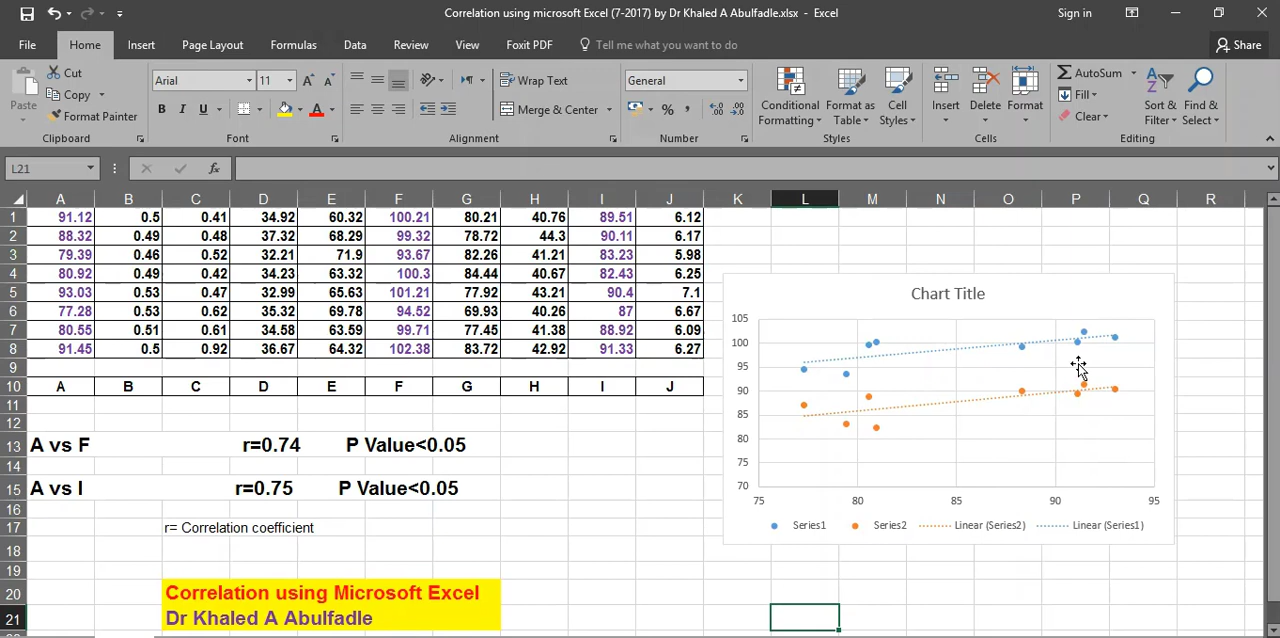 Correlation using microsoft Excel (7-2017) by Dr Khaled A Abulfadle.xlsx - Excel
Sign in
File Home Insert Page Layout Formulas Data Review View Foxit PDF Tell me what you want to do
Share
Paste
Cut
Copy
Format Painter
Clipboard
Arial 11
B I U
A A
Font
Wrap Text
Merge & Center
Alignment
General
%
Number
Conditional Formatting
Format as Table
Cell Styles
Styles
Insert Delete Format
Cells
AutoSum
Fill
Clear
Sort & Filter
Find & Select
Editing
L21
fx
A B C D E F G H I J K L M N O P Q R
1 91.12 0.5 0.41 34.92 60.32 100.21 80.21 40.76 89.51 6.12
2 88.32 0.49 0.48 37.32 68.29 99.32 78.72 44.3 90.11 6.17
3 79.39 0.46 0.52 32.21 71.9 93.67 82.26 41.21 83.23 5.98
4 80.92 0.49 0.42 34.23 63.32 100.3 84.44 40.67 82.43 6.25
5 93.03 0.53 0.47 32.99 65.63 101.21 77.92 43.21 90.4 7.1
6 77.28 0.53 0.62 35.32 69.78 94.52 69.93 40.26 87 6.67
7 80.55 0.51 0.61 34.58 63.59 99.71 77.45 41.38 88.92 6.09
8 91.45 0.5 0.92 36.67 64.32 102.38 83.72 42.92 91.33 6.27
9
10 A B C D E F G H I J
11
12
13 A vs F r=0.74 P Value<0.05
14
15 A vs I r=0.75 P Value<0.05
16
17 r= Correlation coefficient
18
19
20 Correlation using Microsoft Excel
21 Dr Khaled A Abulfadle
Chart Title
105
100
95
90
85
80
75
70
75 80 85 90 95
Series1 Series2 Linear (Series2) Linear (Series1)